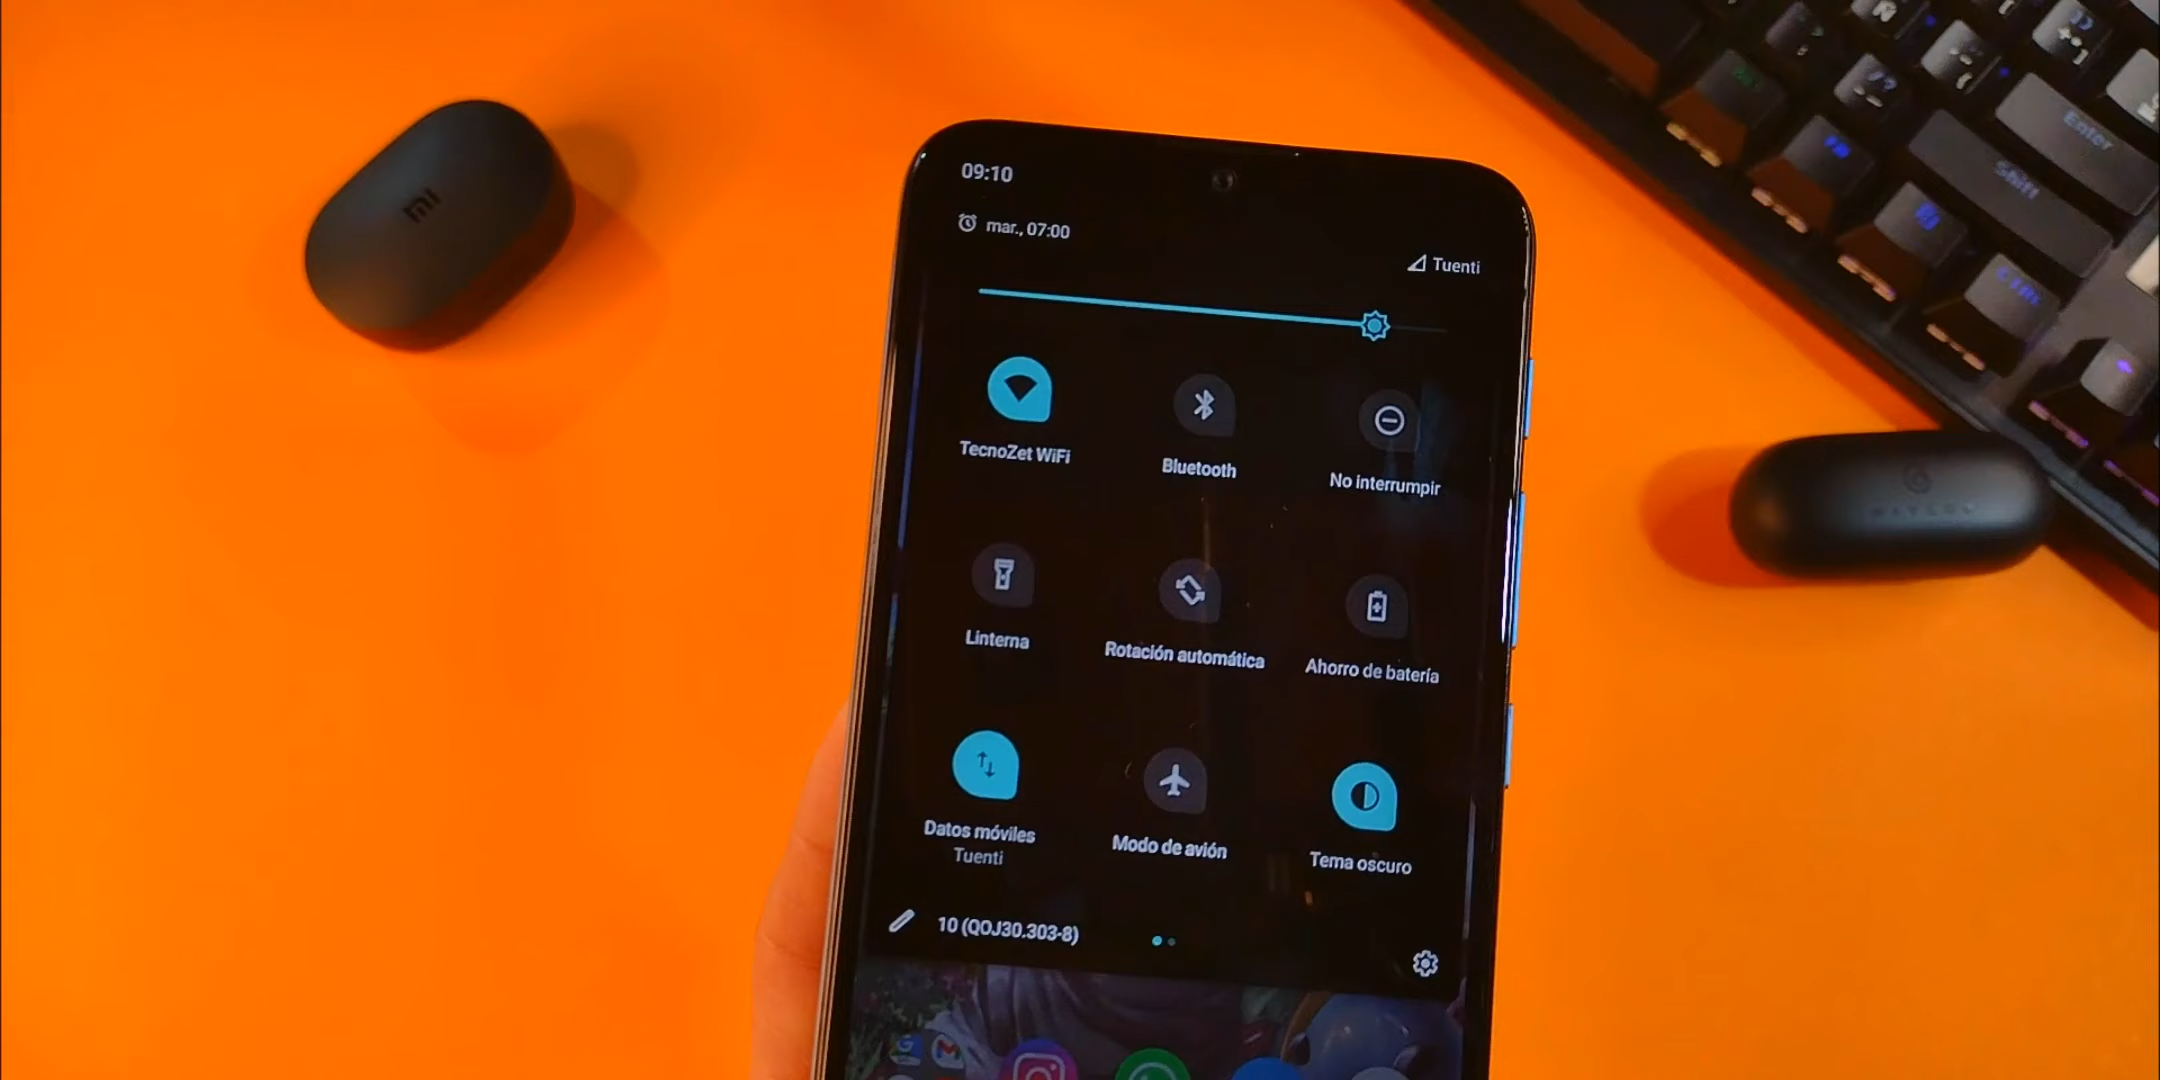 09:10
mar., 07:00
Tuenti
TecnoZet WiFi
Bluetooth
No interrumpir
Linterna
Rotación automática
Ahorro de batería
Datos móviles
Tuenti
Modo de avión
Tema oscuro
10 (QOJ30.303-8)
mi
Enter
Shift